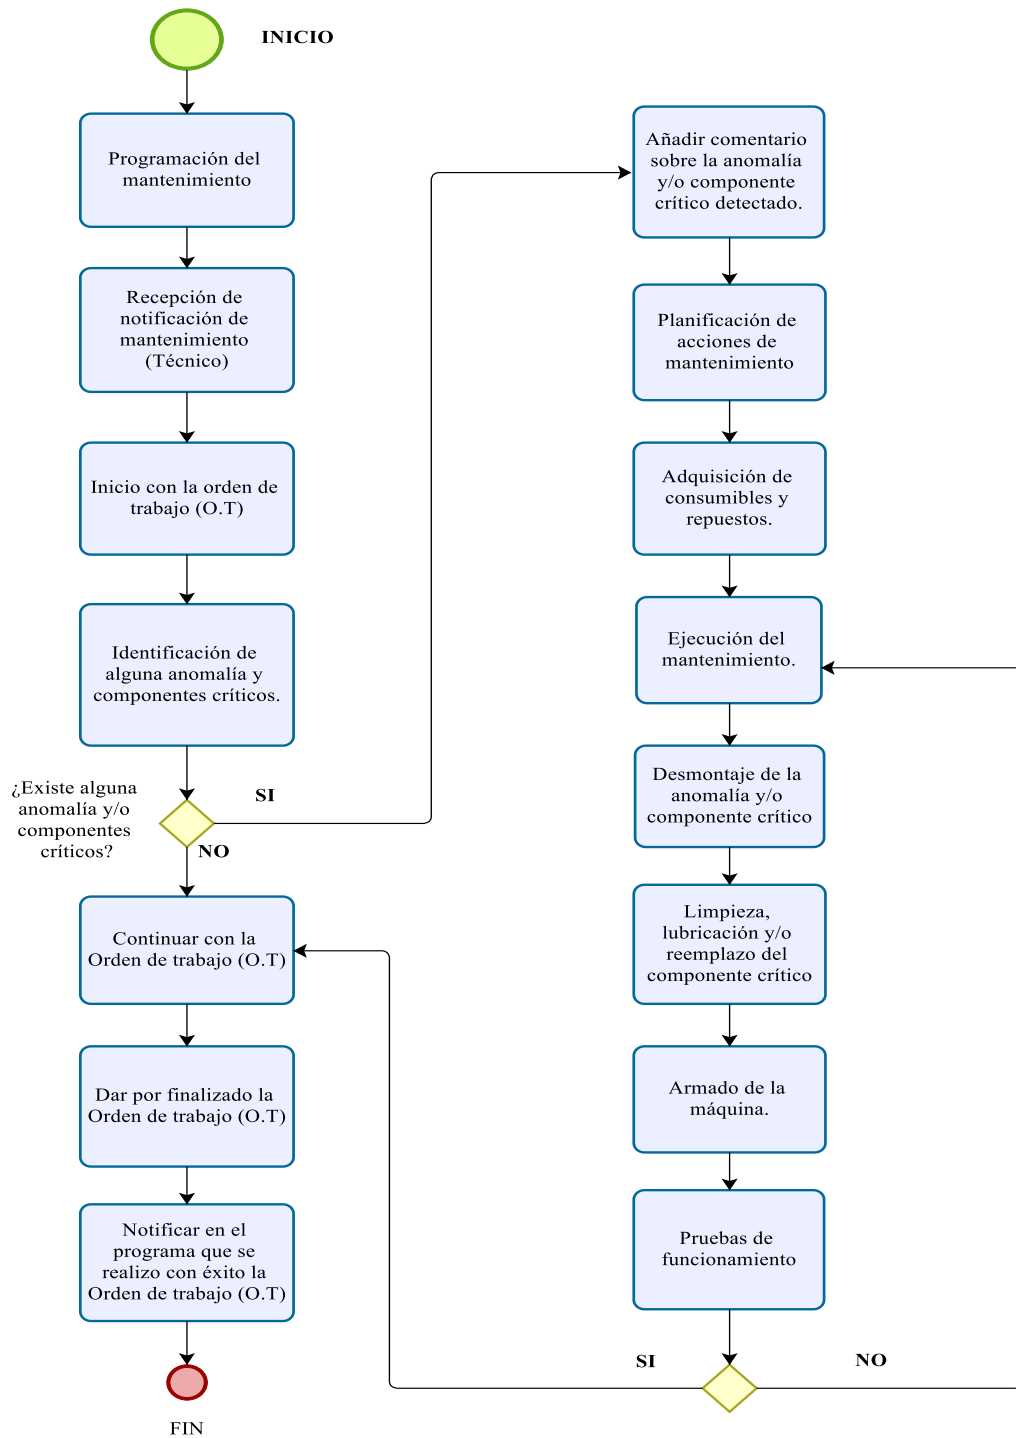 INICIO
Programación del
mantenimiento
Recepción de
notificación de
mantenimiento
(Técnico)
Inicio con la orden de
trabajo (O.T)
Identificación de
alguna anomalía y
componentes críticos.
¿Existe alguna
anomalía y/o
componentes
críticos?
SI
NO
Continuar con la
Orden de trabajo (O.T)
Dar por finalizado la
Orden de trabajo (O.T)
Notificar en el
programa que se
realizo con éxito la
Orden de trabajo (O.T)
FIN
Añadir comentario
sobre la anomalía
y/o componente
crítico detectado.
Planificación de
acciones de
mantenimiento
Adquisición de
consumibles y
repuestos.
Ejecución del
mantenimiento.
Desmontaje de la
anomalía y/o
componente crítico
Limpieza,
lubricación y/o
reemplazo del
componente crítico
Armado de la
máquina.
Pruebas de
funcionamiento
SI
NO